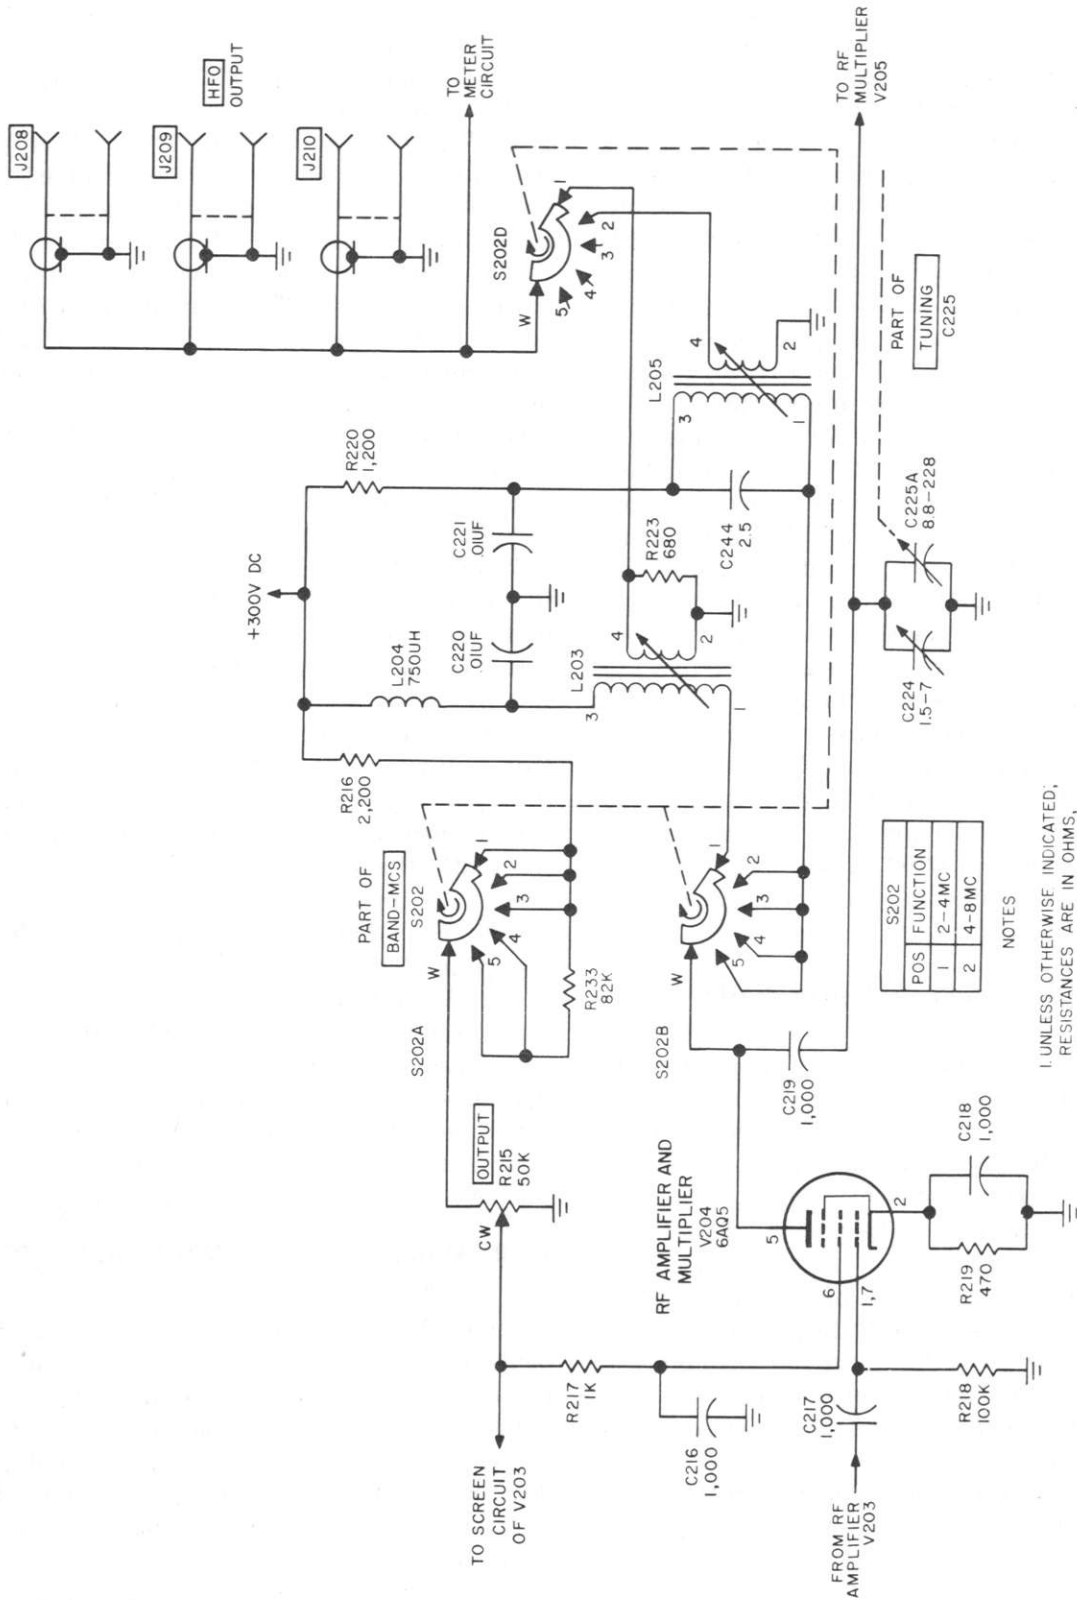 J208
HFO
OUTPUT
J209
J210
TO
METER
CIRCUIT
S202D
W
1
2
3
4
5
+300V DC
R220
1,200
L204
750UH
C221
.01UF
C220
.01UF
R216
2,200
L203
3
4
1
2
R223
680
C244
2.5
L205
3
4
1
2
TO RF
MULTIPLIER
V205
PART OF
TUNING
C225
C225A
8.8-228
C224
1.5-7
PART OF
BAND-MCS
S202
S202A
W
1
2
3
4
5
R233
82K
S202B
W
1
2
3
4
5
C219
1,000
OUTPUT
R215
50K
CW
TO SCREEN
CIRCUIT
OF V203
R217
1K
C216
1,000
RF AMPLIFIER AND
MULTIPLIER
V204
6AQ5
5
6
1,7
2
FROM RF
AMPLIFIER
V203
C217
1,000
R218
100K
R219
470
C218
1,000
S202
POS FUNCTION
1 2-4MC
2 4-8MC
NOTES
1. UNLESS OTHERWISE INDICATED;
RESISTANCES ARE IN OHMS,